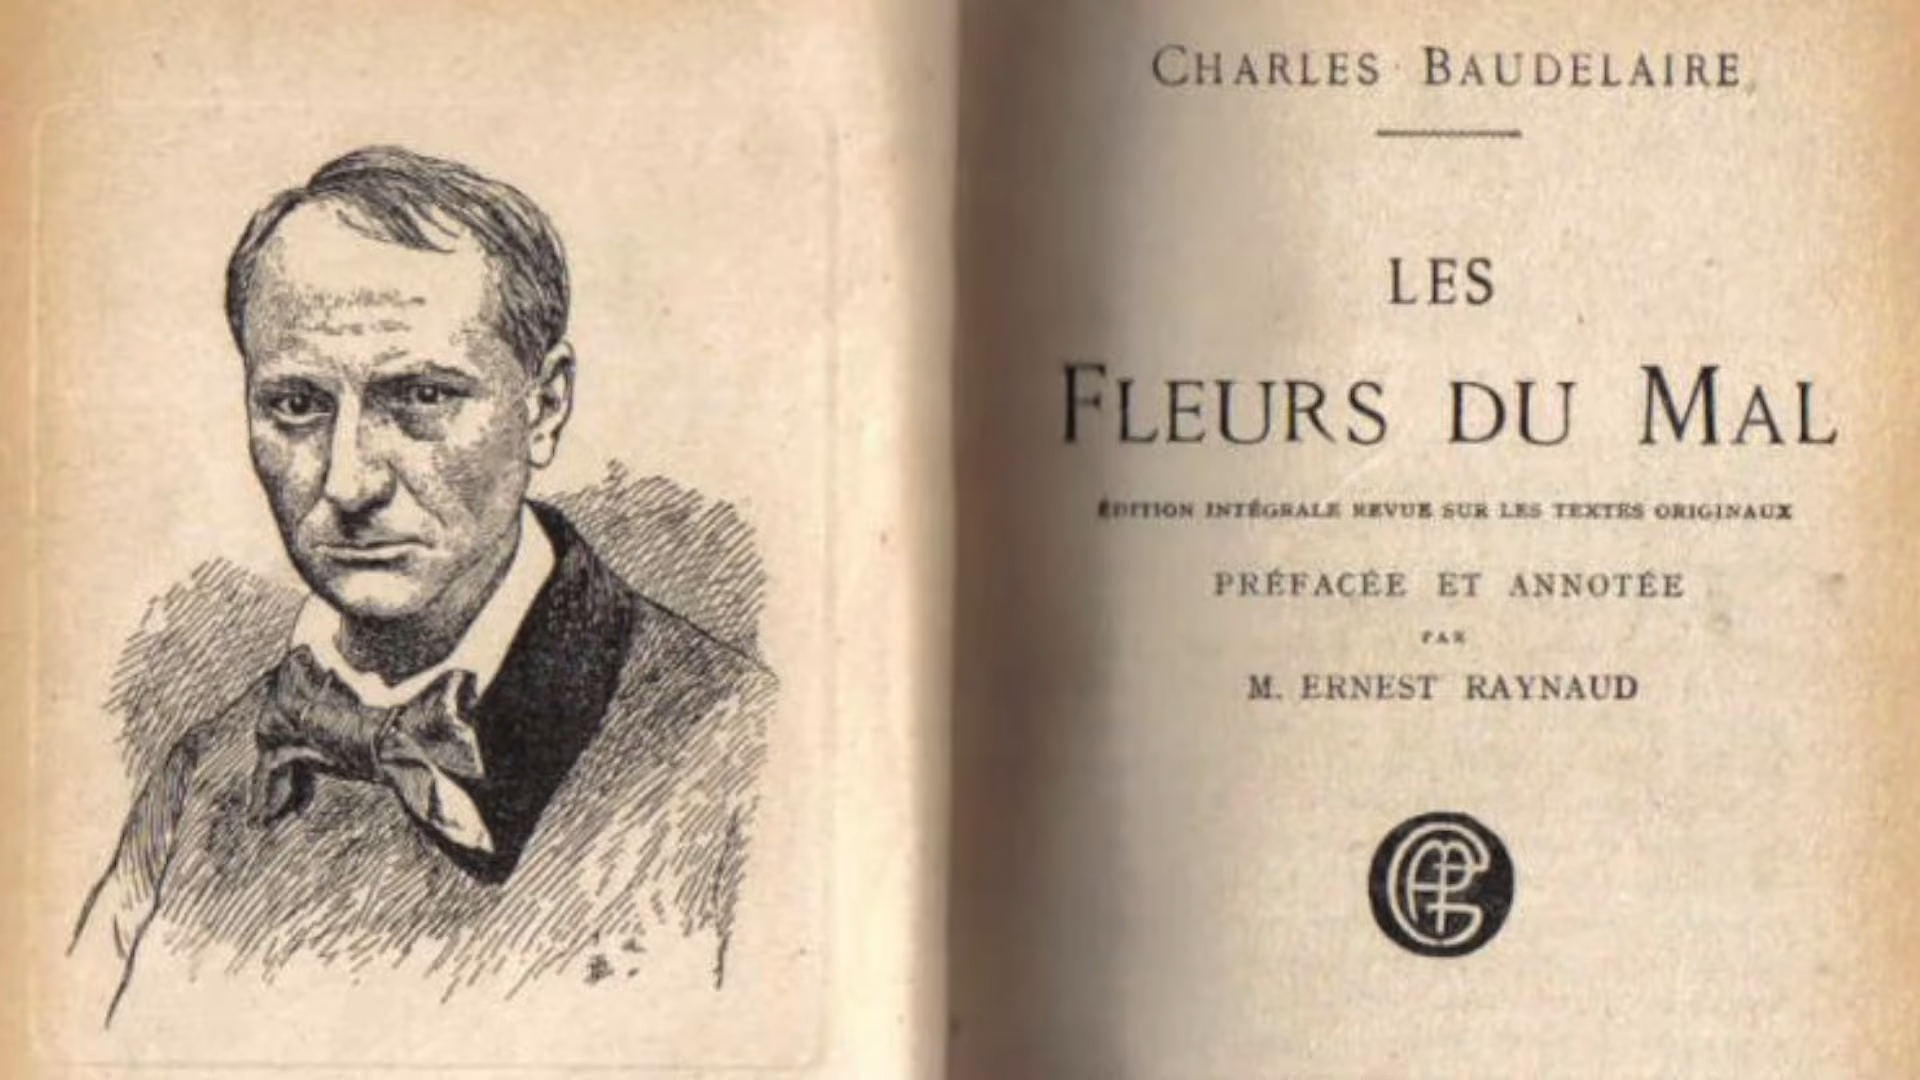 CHARLES BAUDELAIRE
LES
FLEURS DU MAL
ÉDITION INTÉGRALE REVUE SUR LES TEXTES ORIGINAUX
PRÉFACÉE ET ANNOTÉE
PAR
M. ERNEST RAYNAUD